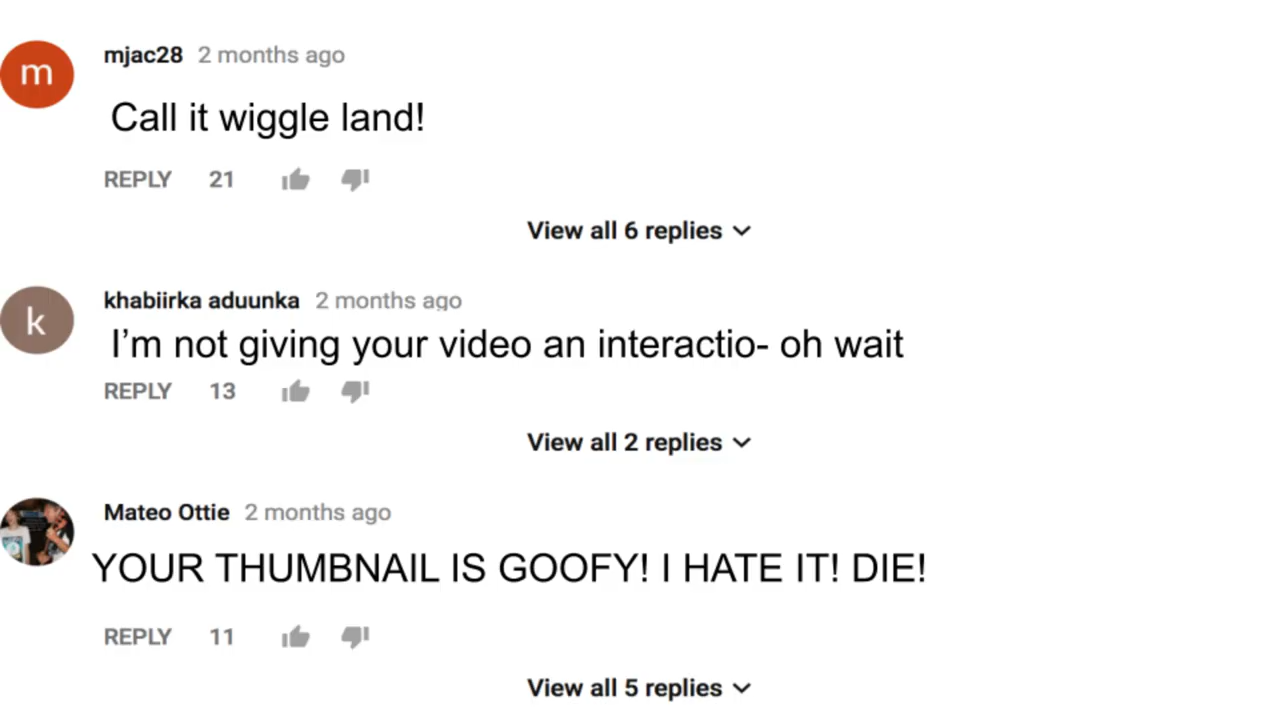 m
mjac28 2 months ago
Call it wiggle land!
REPLY 21
View all 6 replies
k
khabiirka aduunka 2 months ago
I’m not giving your video an interactio- oh wait
REPLY 13
View all 2 replies
Mateo Ottie 2 months ago
YOUR THUMBNAIL IS GOOFY! I HATE IT! DIE!
REPLY 11
View all 5 replies